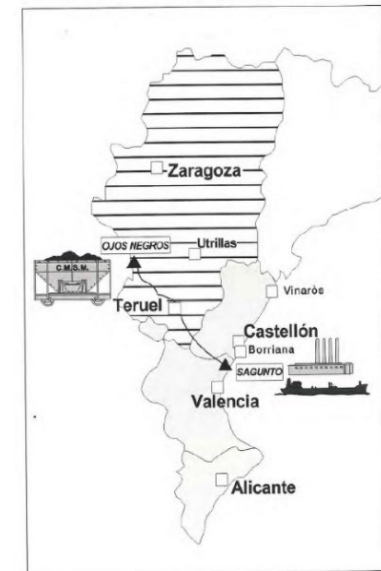 Zaragoza
OJOS NEGROS
Utrillas
C.M.S.M.
Teruel
Vinaròs
Castellón
Borriana
SAGUNTO
Valencia
Alicante